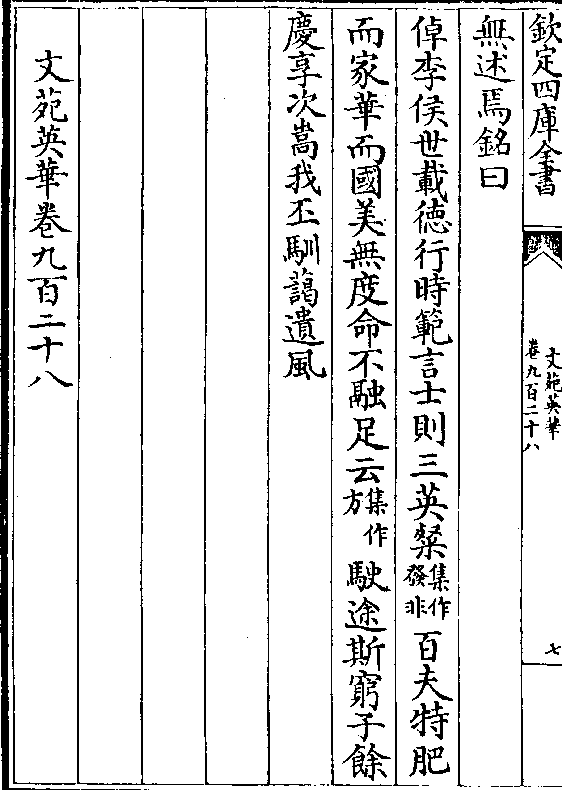 欽定四庫全書
文苑英華
卷九百二十八
七
無述焉銘曰
倬李侯世載徳行時範言士則三英粲集作發非百夫特肥
而家華而國美無度命不融足云集作方駛途斯窮子餘
慶享次嵩我丕馴藹遺風
文苑英華卷九百二十八